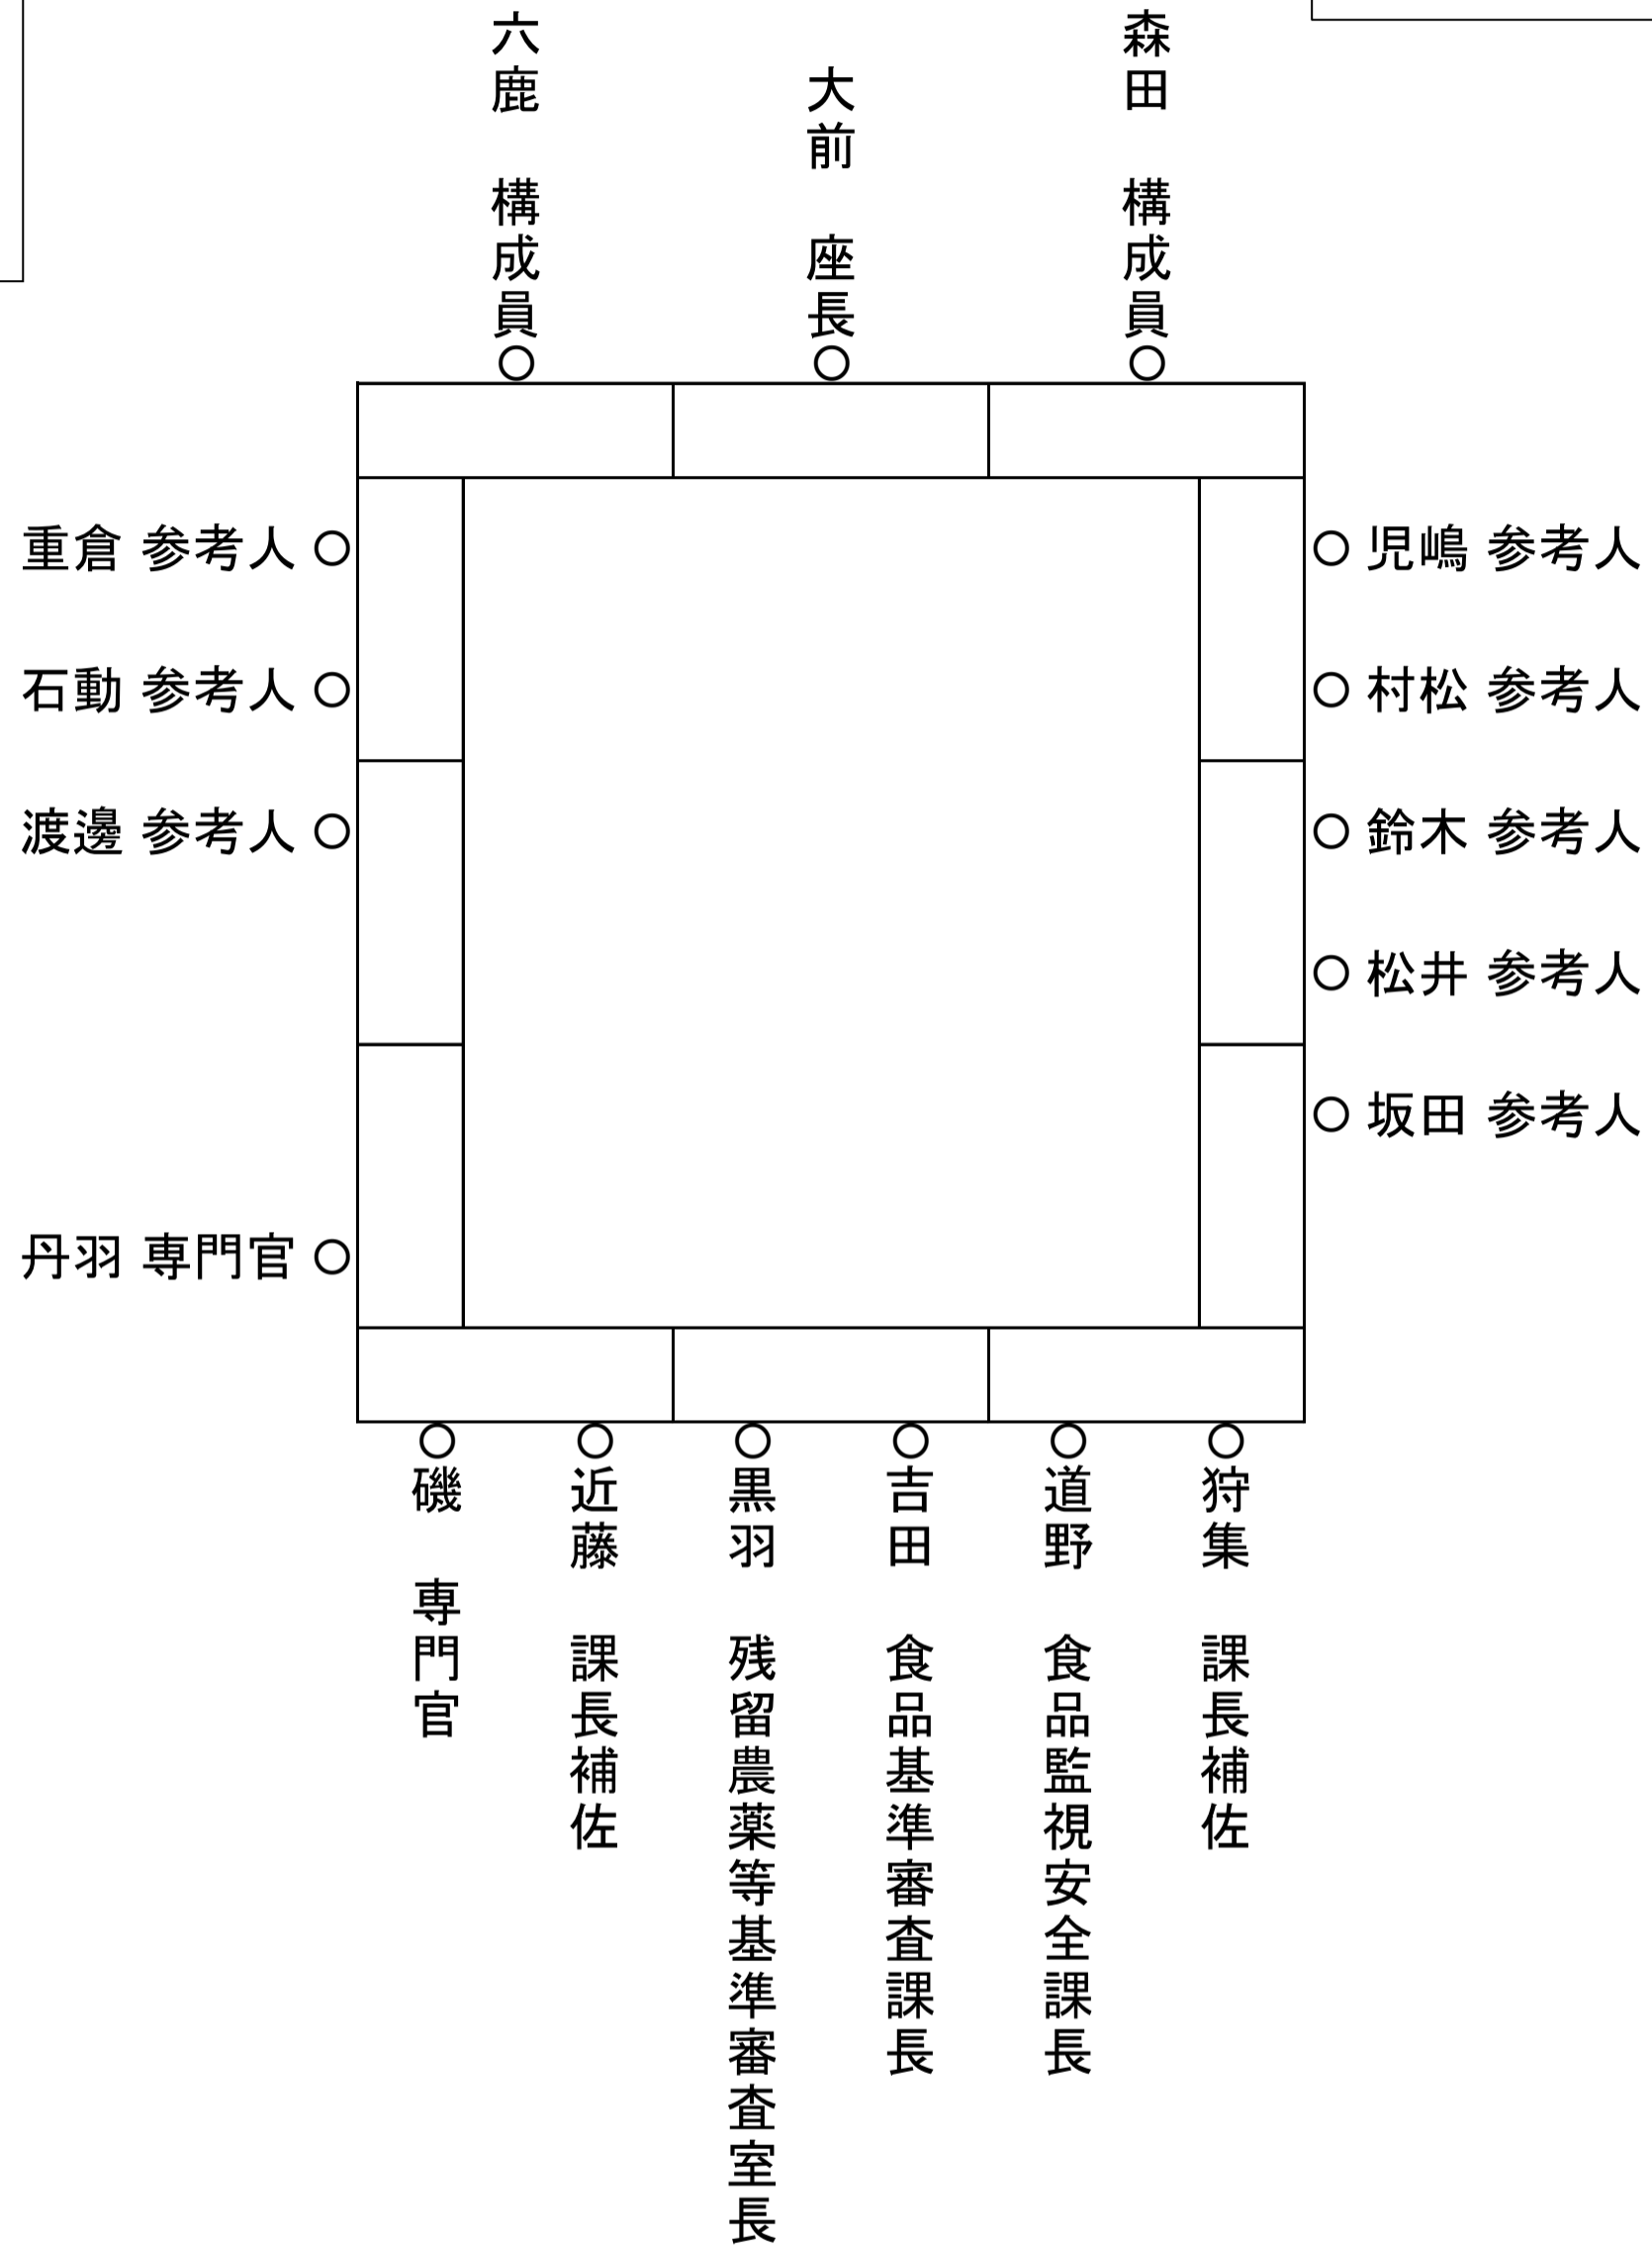 六鹿　構成員○
大前　座長○
森田　構成員○
重倉 参考人 ○
石動 参考人 ○
渡邊 参考人 ○
丹羽 専門官 ○
○ 児嶋 参考人
○ 村松 参考人
○ 鈴木 参考人
○ 松井 参考人
○ 坂田 参考人
○磯　専門官
○近藤　課長補佐
○黒羽　残留農薬等基準審査室長
○吉田　食品基準審査課長
○道野　食品監視安全課長
○狩集　課長補佐